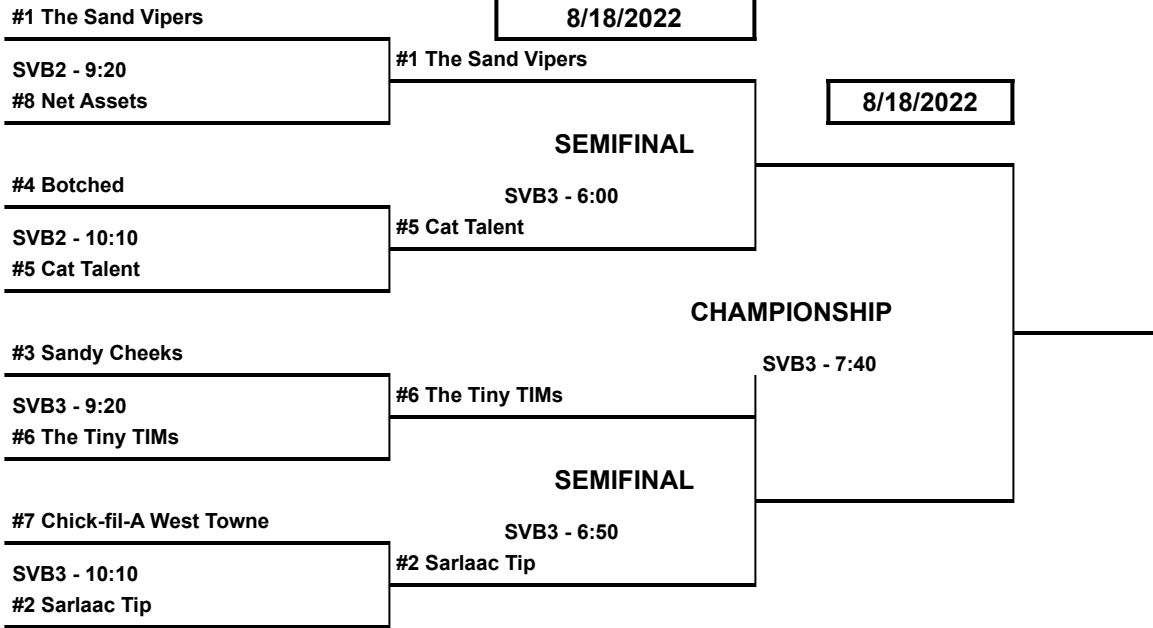 #1 The Sand Vipers
8/18/2022
SVB2 - 9:20
#1 The Sand Vipers
#8 Net Assets
8/18/2022
SEMIFINAL
#4 Botched
SVB3 - 6:00
SVB2 - 10:10
#5 Cat Talent
#5 Cat Talent
CHAMPIONSHIP
#3 Sandy Cheeks
SVB3 - 7:40
SVB3 - 9:20
#6 The Tiny TIMs
#6 The Tiny TIMs
SEMIFINAL
#7 Chick-fil-A West Towne
SVB3 - 6:50
SVB3 - 10:10
#2 Sarlaac Tip
#2 Sarlaac Tip